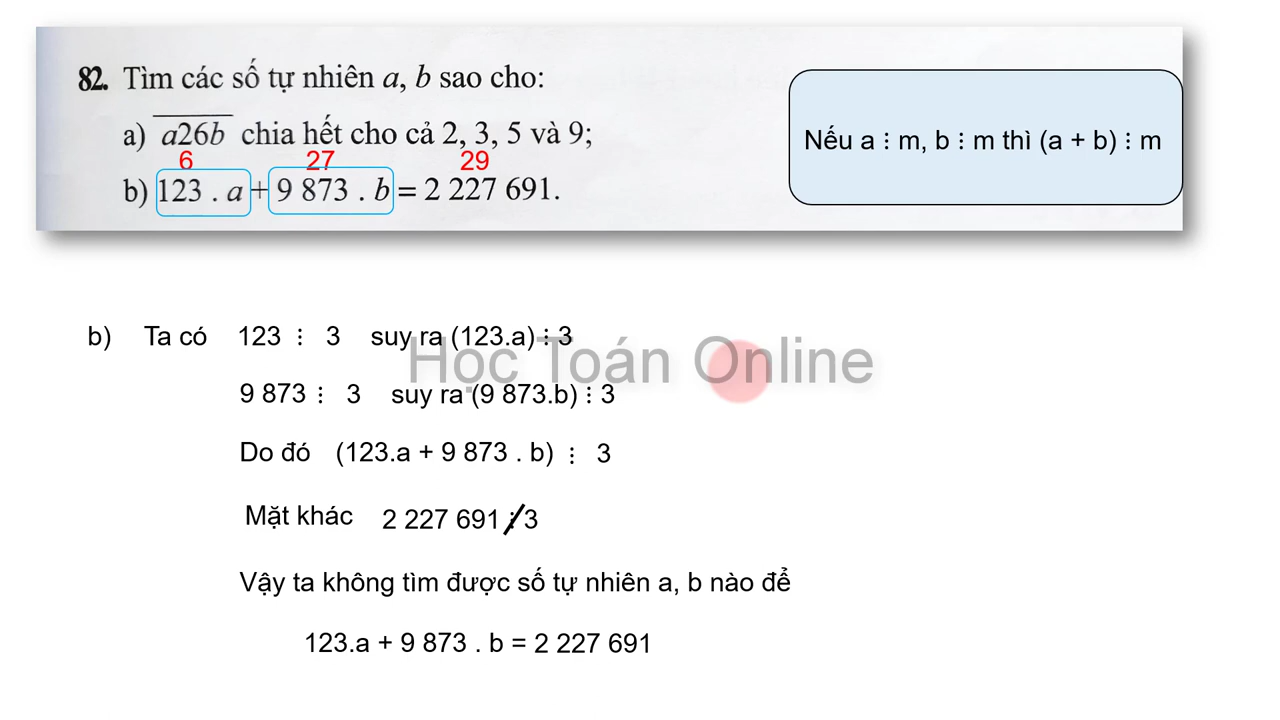 82. Tìm các số tự nhiên a, b sao cho:
a) a26b chia hết cho cả 2, 3, 5 và 9;
6 27 29
b) 123 . a + 9 873 . b = 2 227 691.
Nếu a ⋮ m, b ⋮ m thì (a + b) ⋮ m
b) Ta có 123 ⋮ 3 suy ra (123.a) ⋮ 3
Học Toán Online
9 873 ⋮ 3 suy ra (9 873.b) ⋮ 3
Do đó (123.a + 9 873 . b) ⋮ 3
Mặt khác 2 227 691 ⋮̸ 3
Vậy ta không tìm được số tự nhiên a, b nào để
123.a + 9 873 . b = 2 227 691